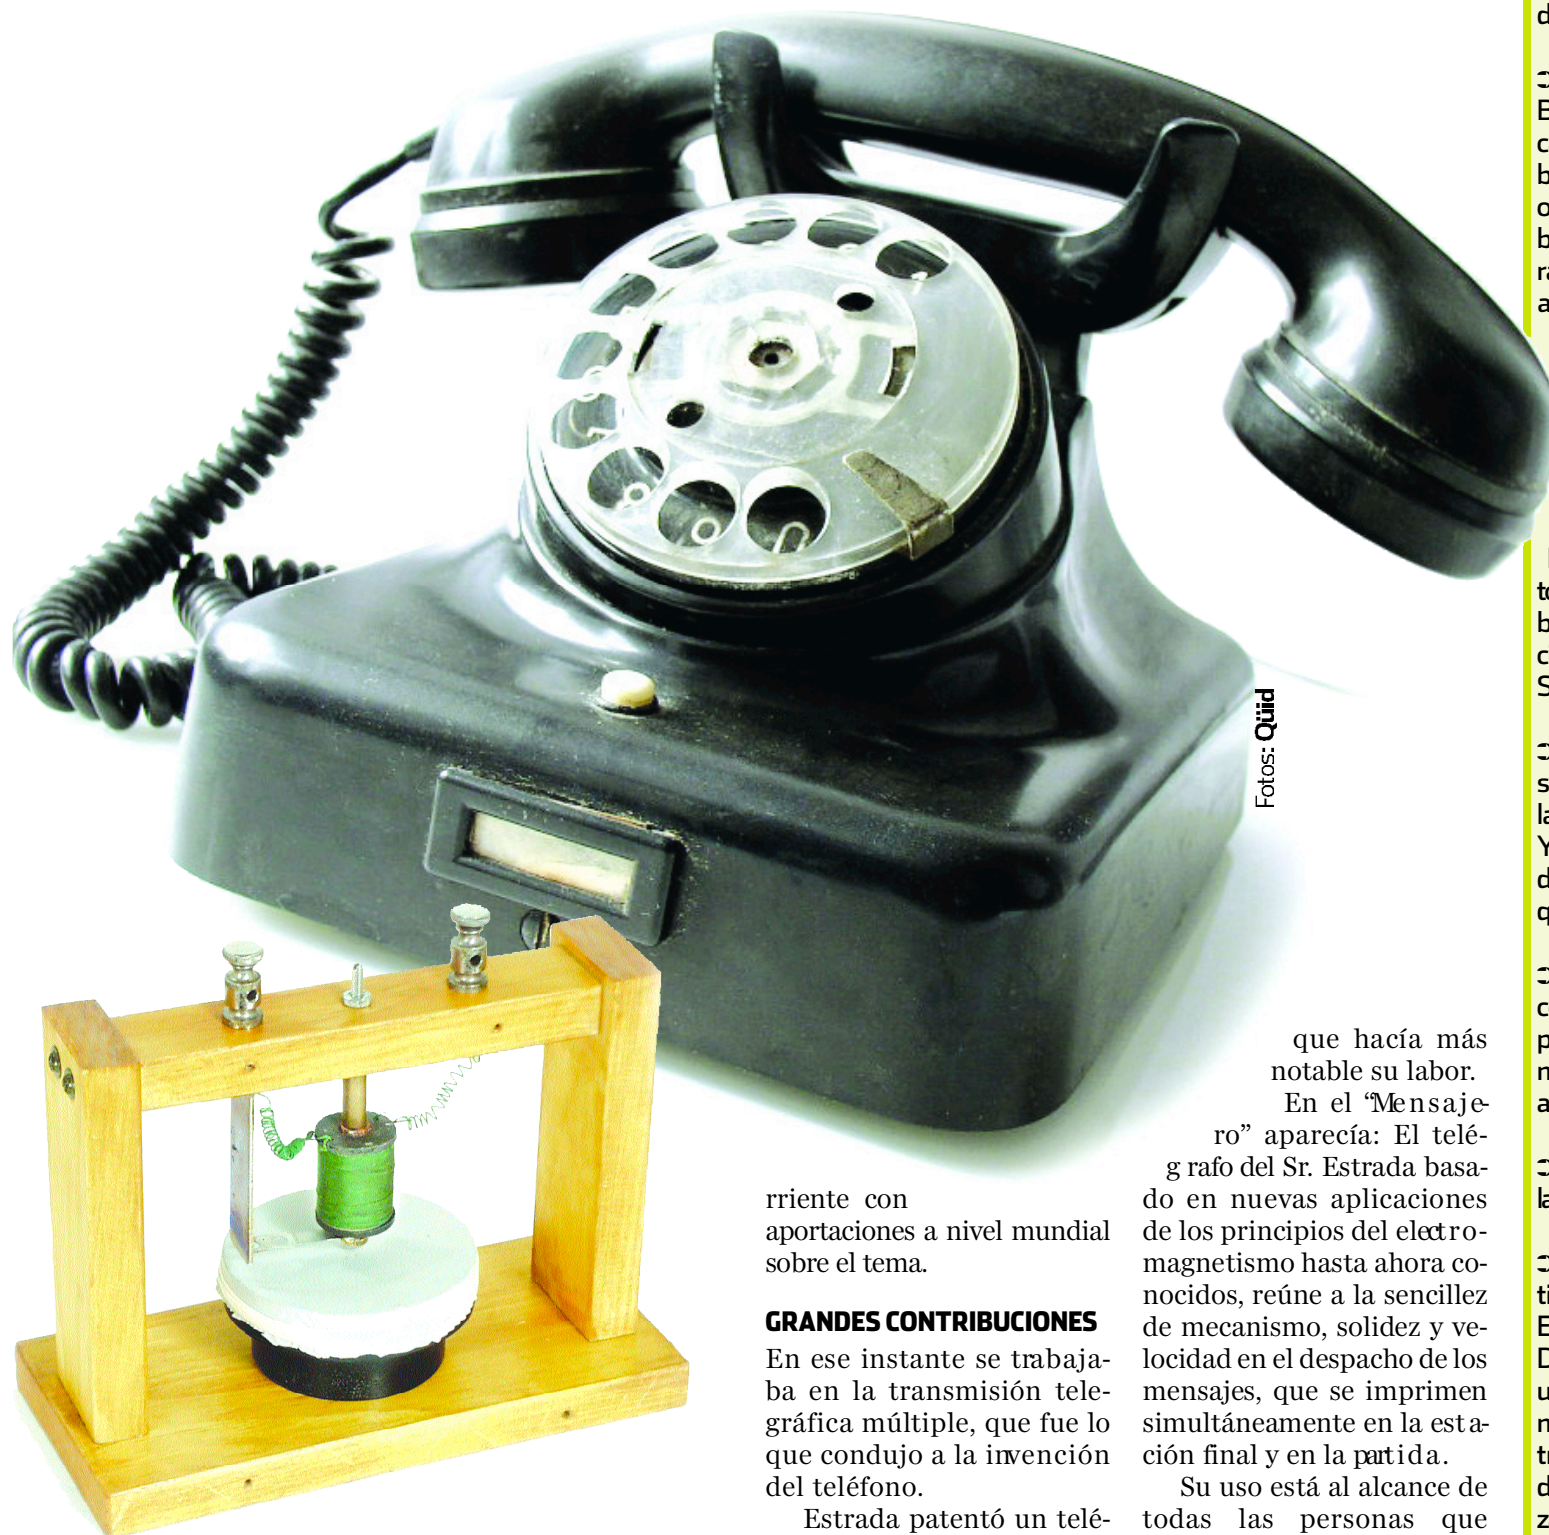 Fotos: Qüid
rriente con
aportaciones a nivel mundial
sobre el tema.
GRANDES CONTRIBUCIONES
En ese instante se trabaja-
ba en la transmisión tele-
gráfica múltiple, que fue lo
que condujo a la invención
del teléfono.
Estrada patentó un telé-
que hacía más
notable su labor.
En el “Mensaje-
ro” aparecía: El telé-
grafo del Sr. Estrada basa-
do en nuevas aplicaciones
de los principios del electro-
magnetismo hasta ahora co-
nocidos, reúne a la sencillez
de mecanismo, solidez y ve-
locidad en el despacho de los
mensajes, que se imprimen
simultáneamente en la esta-
ción final y en la partida.
Su uso está al alcance de
todas las personas que